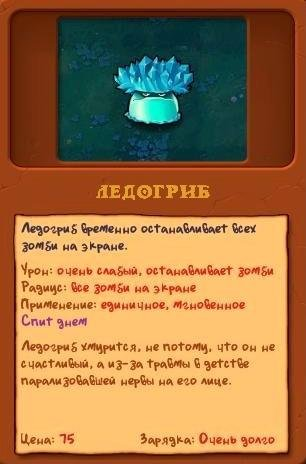 ЛЕДОГРИБ
Ледогриб временно останавливает всех
зомби на экране.
Урон: очень слабый, останавливает зомби
Радиус: все зомби на экране
Применение: единичное, мгновенное
Спит днем
Ледогриб хмурится, не потому, что он не
счастливый, а из-за травмы в детстве
парализовавшей нервы на его лице.
Цена: 75 Зарядка: Очень долго